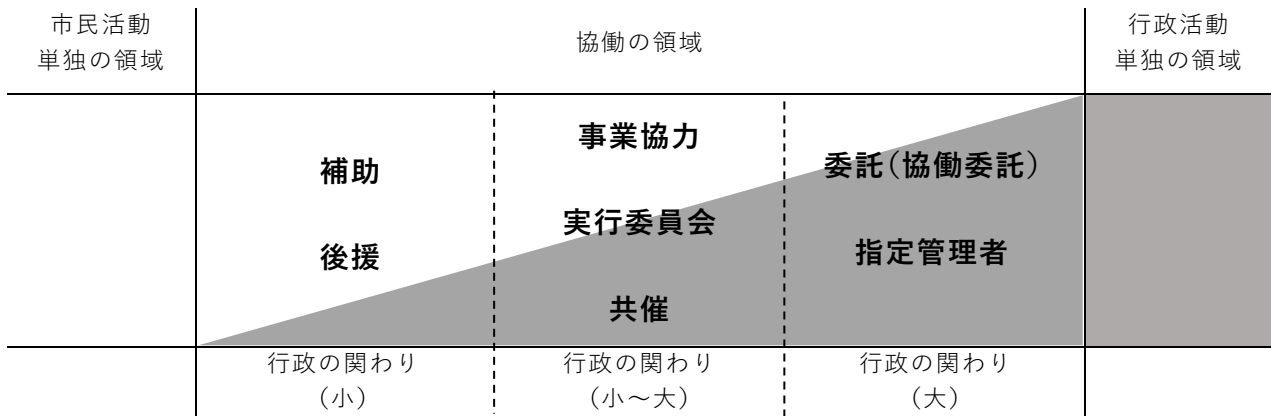 市民活動
単独の領域
協働の領域
行政活動
単独の領域
補助
後援
事業協力
実行委員会
共催
委託（協働委託）
指定管理者
行政の関わり
（小）
行政の関わり
（小～大）
行政の関わり
（大）